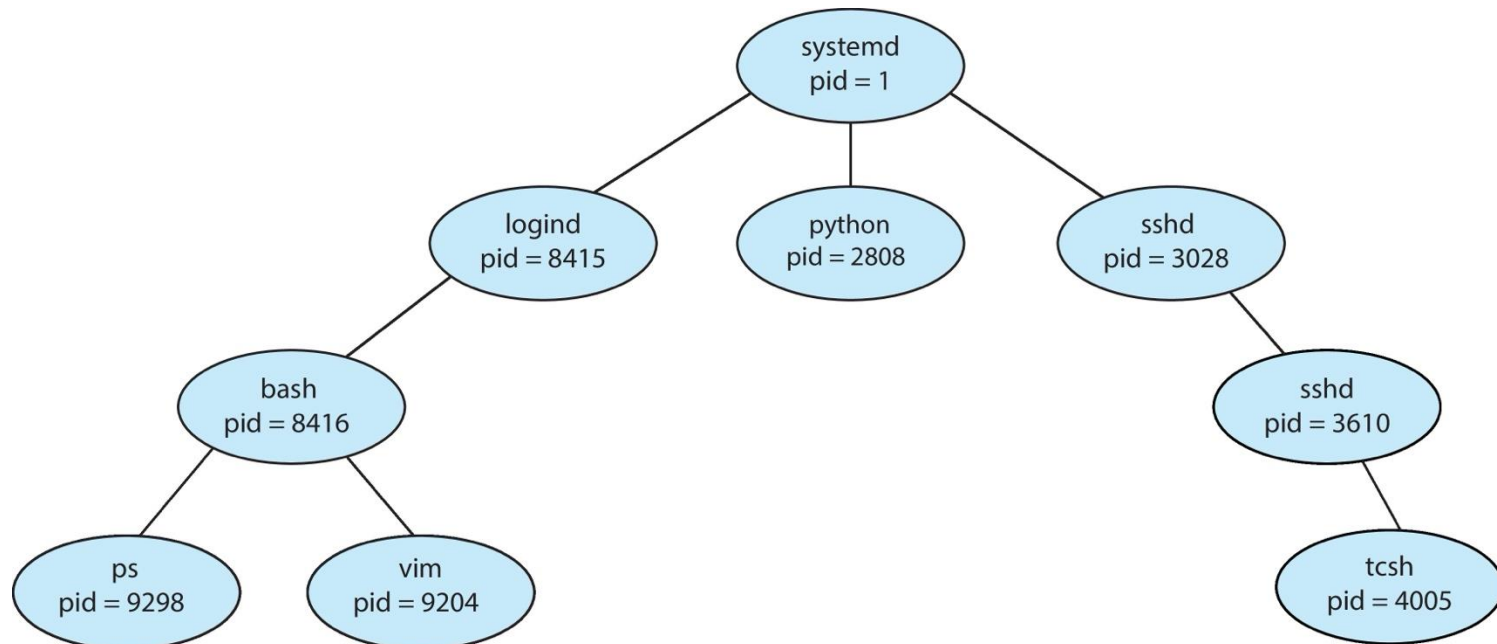 systemd
pid = 1
logind
pid = 8415
python
pid = 2808
sshd
pid = 3028
bash
pid = 8416
sshd
pid = 3610
ps
pid = 9298
vim
pid = 9204
tcsh
pid = 4005